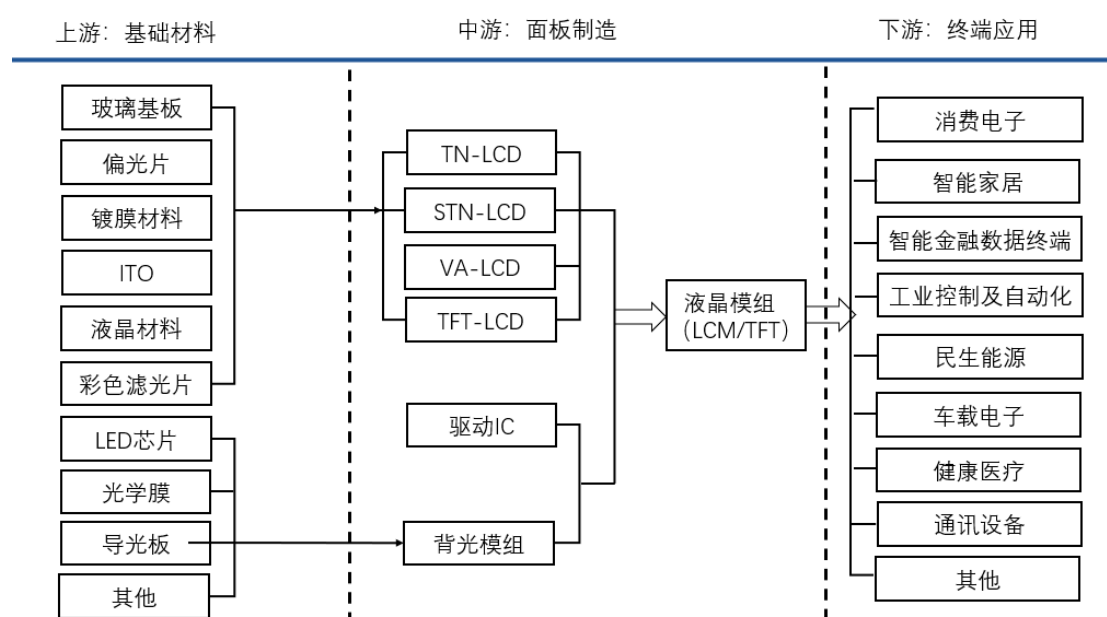 上游：基础材料
中游：面板制造
下游：终端应用
玻璃基板
偏光片
镀膜材料
ITO
液晶材料
彩色滤光片
LED芯片
光学膜
导光板
其他
TN-LCD
STN-LCD
VA-LCD
TFT-LCD
驱动IC
背光模组
液晶模组
（LCM/TFT）
消费电子
智能家居
智能金融数据终端
工业控制及自动化
民生能源
车载电子
健康医疗
通讯设备
其他